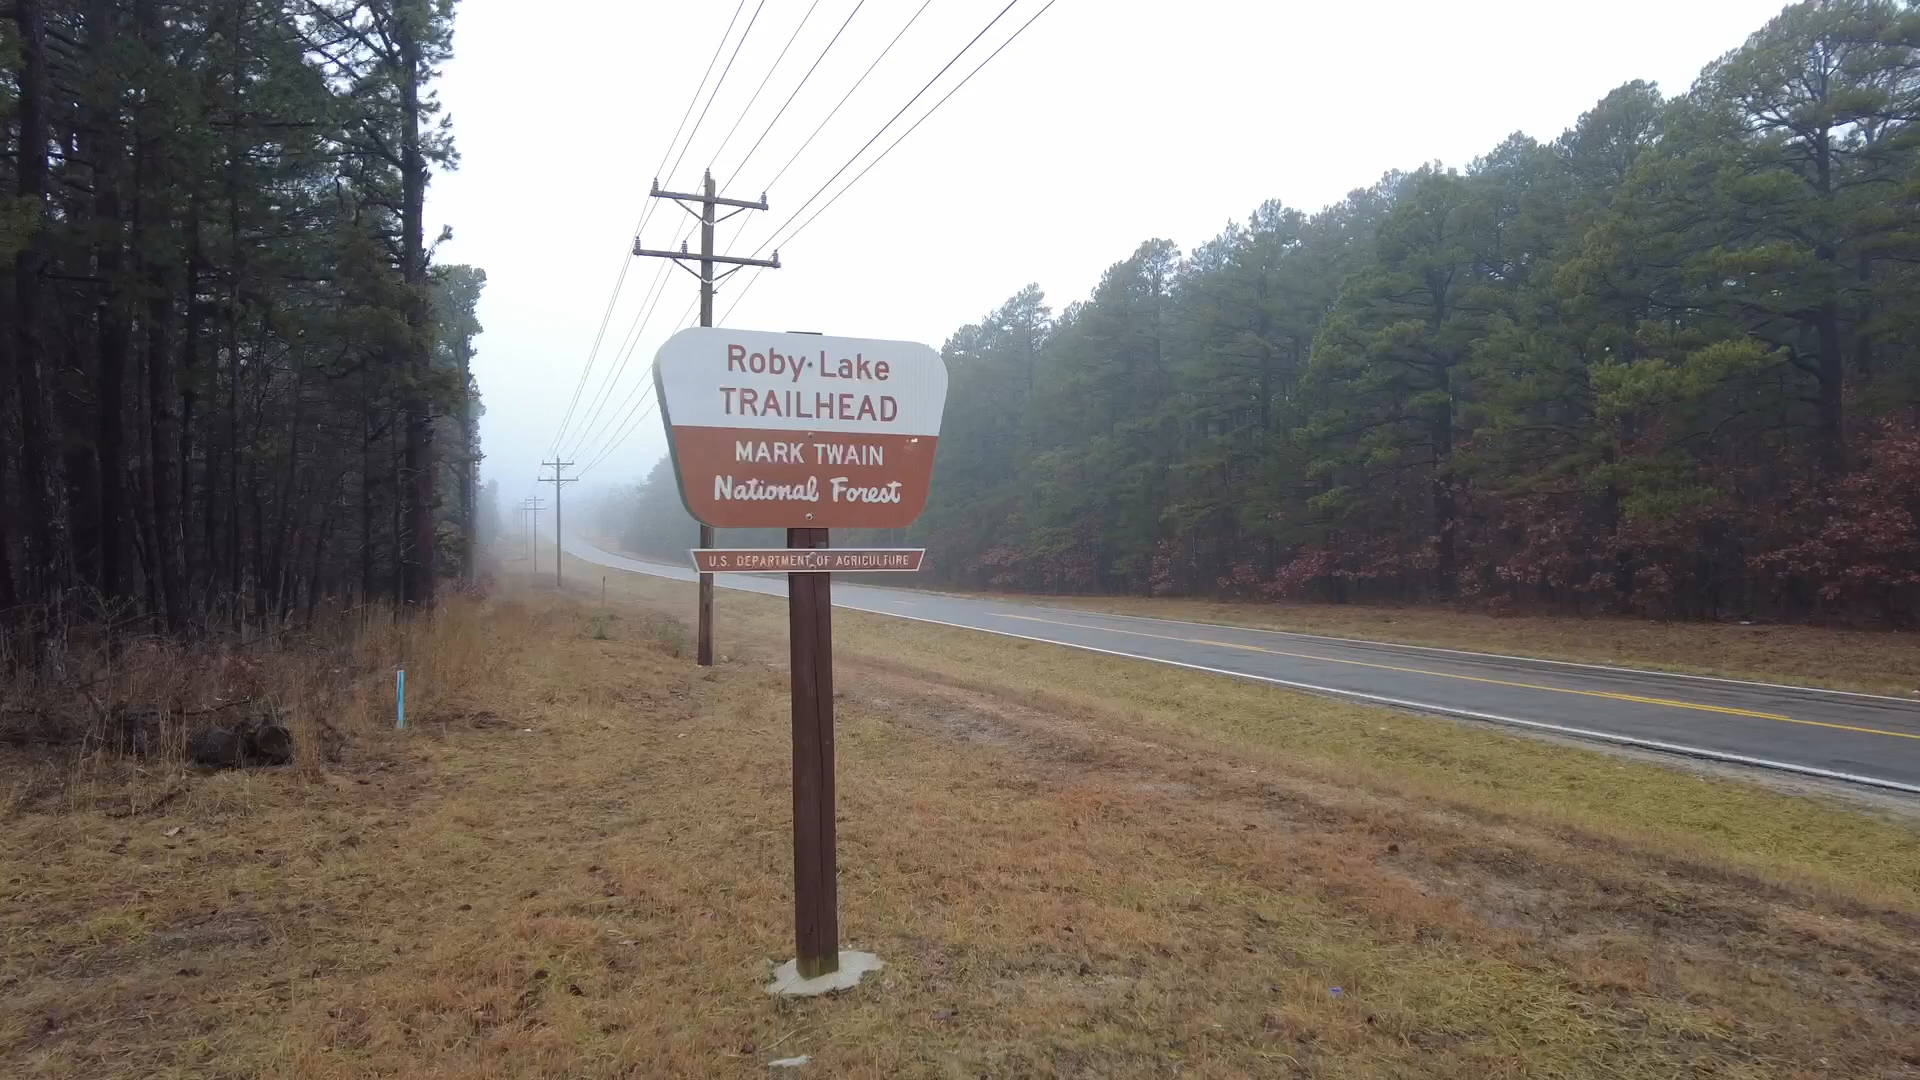 Roby Lake
TRAILHEAD
MARK TWAIN
National Forest
U.S. DEPARTMENT OF AGRICULTURE